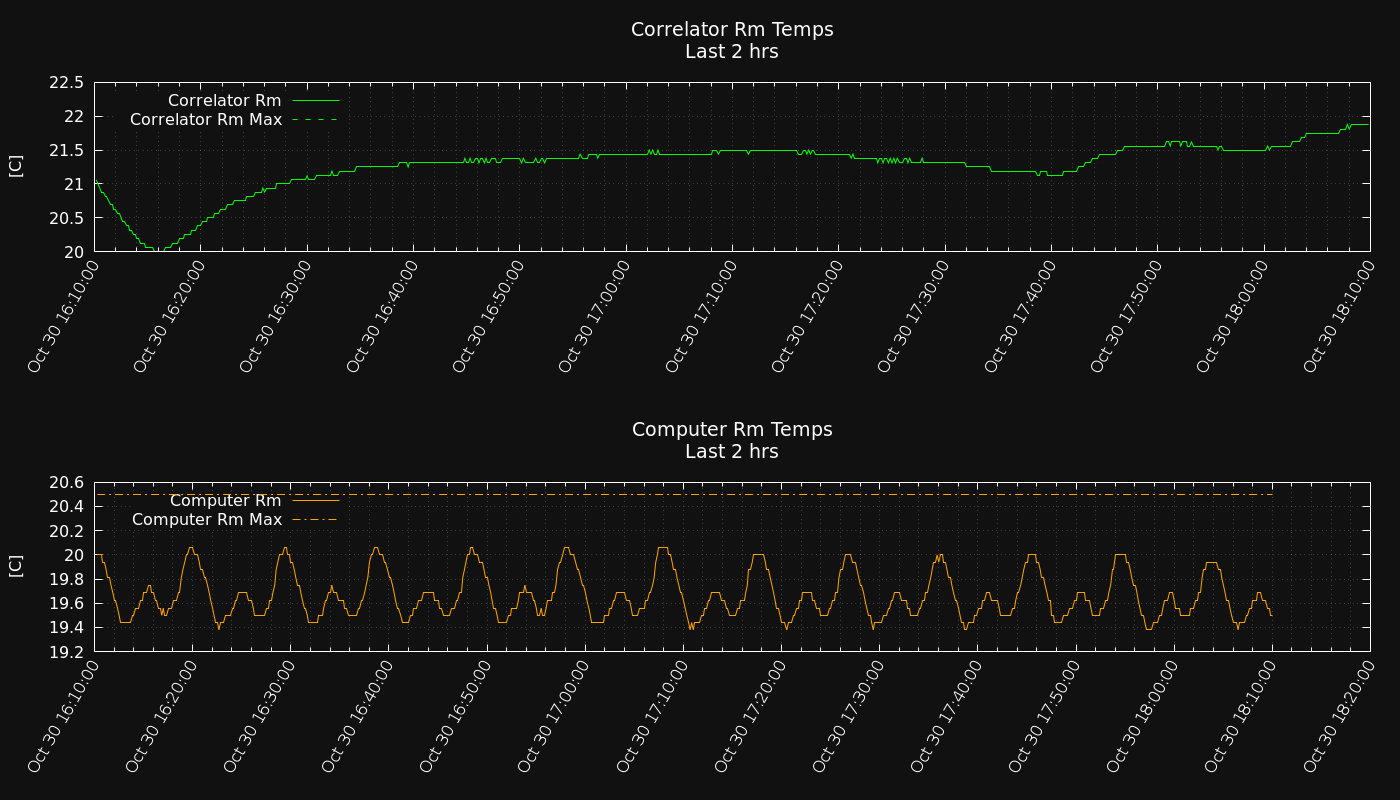 Correlator Rm Temps
Last 2 hrs
22.5
22
21.5
21
20.5
20
[C]
Correlator Rm
Correlator Rm Max
Oct 30 16:10:00
Oct 30 16:20:00
Oct 30 16:30:00
Oct 30 16:40:00
Oct 30 16:50:00
Oct 30 17:00:00
Oct 30 17:10:00
Oct 30 17:20:00
Oct 30 17:30:00
Oct 30 17:40:00
Oct 30 17:50:00
Oct 30 18:00:00
Oct 30 18:10:00
Computer Rm Temps
Last 2 hrs
20.6
20.4
20.2
20
19.8
19.6
19.4
19.2
[C]
Computer Rm
Computer Rm Max
Oct 30 16:10:00
Oct 30 16:20:00
Oct 30 16:30:00
Oct 30 16:40:00
Oct 30 16:50:00
Oct 30 17:00:00
Oct 30 17:10:00
Oct 30 17:20:00
Oct 30 17:30:00
Oct 30 17:40:00
Oct 30 17:50:00
Oct 30 18:00:00
Oct 30 18:10:00
Oct 30 18:20:00